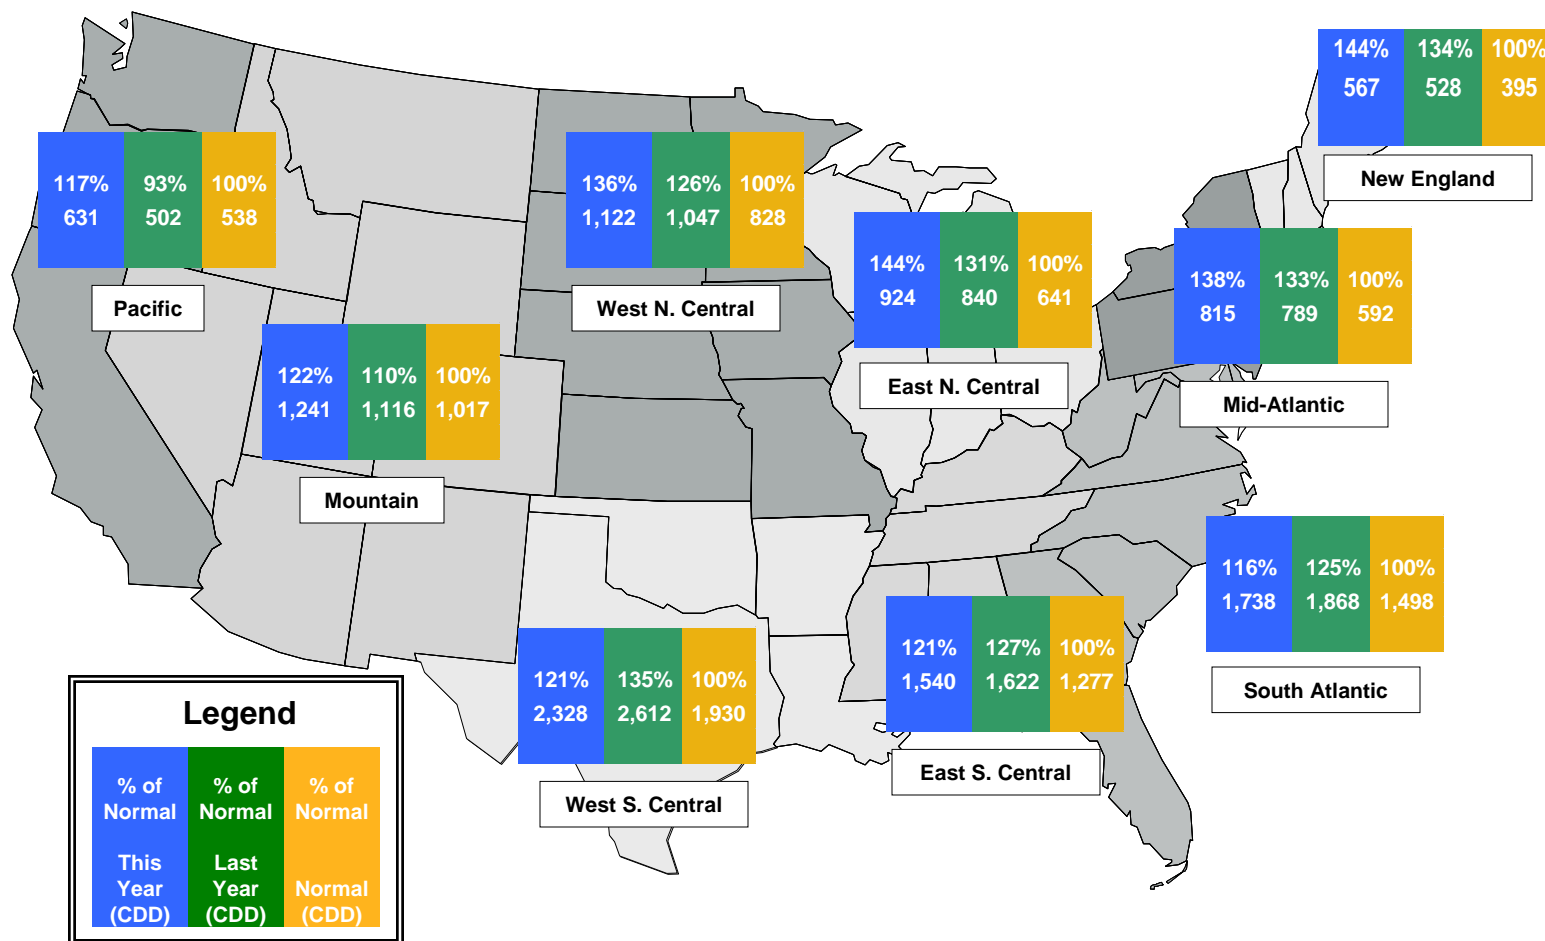 144% 134% 100%
567 528 395
New England
117% 93% 100%
631 502 538
Pacific
136% 126% 100%
1,122 1,047 828
West N. Central
144% 131% 100%
924 840 641
East N. Central
138% 133% 100%
815 789 592
Mid-Atlantic
122% 110% 100%
1,241 1,116 1,017
Mountain
116% 125% 100%
1,738 1,868 1,498
South Atlantic
121% 127% 100%
1,540 1,622 1,277
East S. Central
121% 135% 100%
2,328 2,612 1,930
West S. Central
Legend
% of % of % of
Normal Normal Normal
This Last
Year Year Normal
(CDD) (CDD) (CDD)